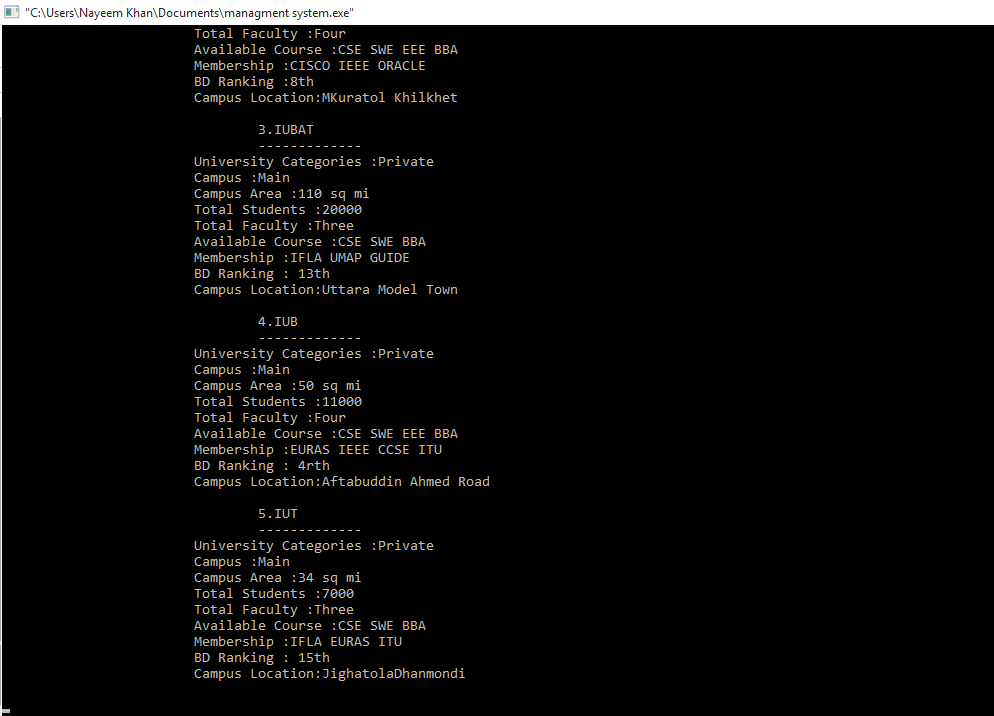 "C:\Users\Nayeem Khan\Documents\managment system.exe"
Total Faculty :Four
Available Course :CSE SWE EEE BBA
Membership :CISCO IEEE ORACLE
BD Ranking :8th
Campus Location:MKuratol Khilkhet
3.IUBAT
-------------
University Categories :Private
Campus :Main
Campus Area :110 sq mi
Total Students :20000
Total Faculty :Three
Available Course :CSE SWE BBA
Membership :IFLA UMAP GUIDE
BD Ranking : 13th
Campus Location:Uttara Model Town
4.IUB
-------------
University Categories :Private
Campus :Main
Campus Area :50 sq mi
Total Students :11000
Total Faculty :Four
Available Course :CSE SWE EEE BBA
Membership :EURAS IEEE CCSE ITU
BD Ranking : 4rth
Campus Location:Aftabuddin Ahmed Road
5.IUT
-------------
University Categories :Private
Campus :Main
Campus Area :34 sq mi
Total Students :7000
Total Faculty :Three
Available Course :CSE SWE BBA
Membership :IFLA EURAS ITU
BD Ranking : 15th
Campus Location:JighatolaDhanmondi